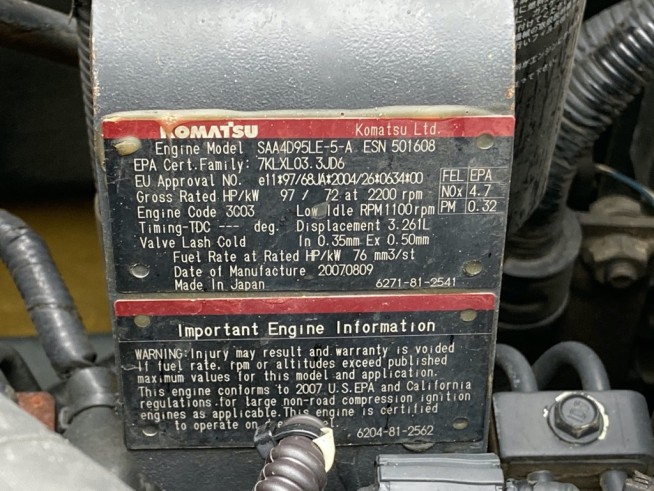 KOMATSU Komatsu Ltd.
Engine Model SAA4D95LE-5-A ESN 501608
EPA Cert.Family: 7KLXL03.3JD6
EU Approval NO. e11*97/68JA*2004/26*0634*00
FEL EPA
Gross Rated HP/kW 97 / 72 at 2200 rpm
NOx 4.7
Engine Code 3C03 Low Idle RPM 1100 rpm
PM 0.32
Timing-TDC --- deg. Displacement 3.261L
Valve Lash Cold In 0.35mm Ex 0.50mm
Fuel Rate at Rated HP/kW 76 mm3/st
Date of Manufacture 20070809
Made In Japan 6271-81-2541
Important Engine Information
WARNING:Injury may result and warranty is voided
if fuel rate, rpm or altitudes exceed published
maximum values for this model and application.
This engine conforms to 2007 U.S.EPA and California
regulations for large non-road compression ignition
engines as applicable.This engine is certified
to operate on
6204-81-2562